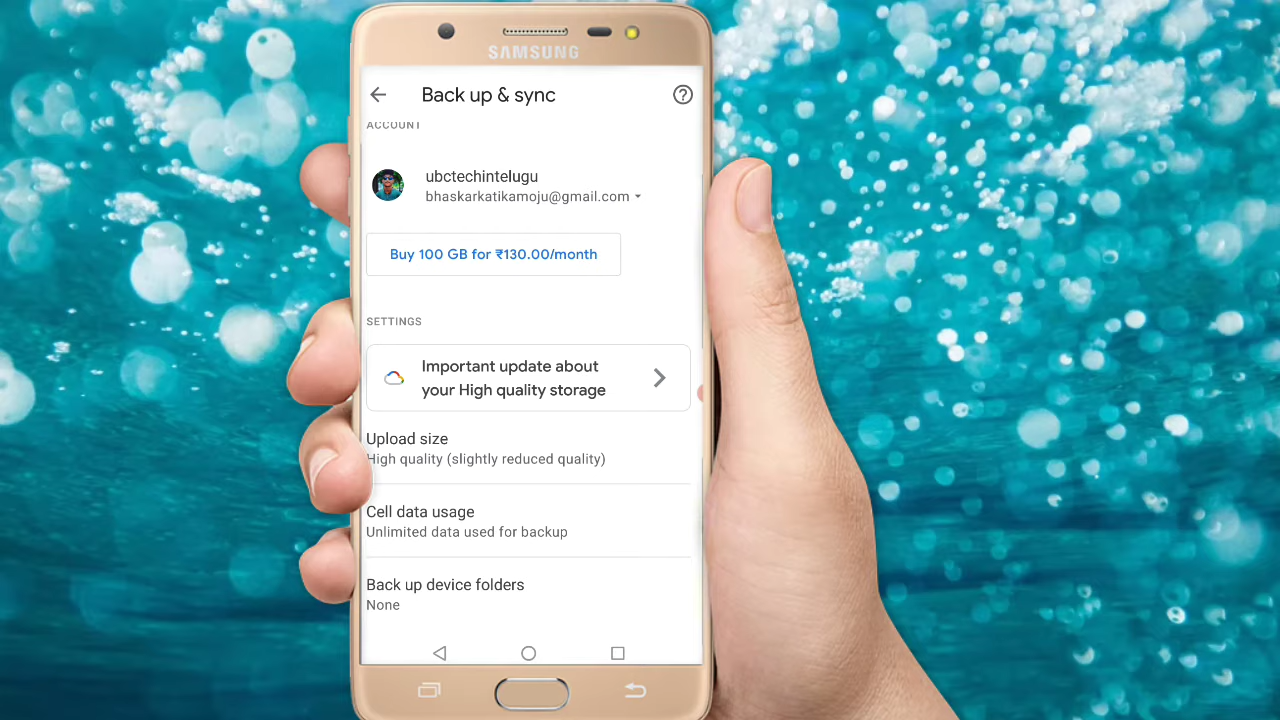 SAMSUNG
Back up & sync
ACCOUNT
ubctechintelugu
bhaskarkatikamoju@gmail.com
Buy 100 GB for ₹130.00/month
SETTINGS
Important update about
your High quality storage
Upload size
High quality (slightly reduced quality)
Cell data usage
Unlimited data used for backup
Back up device folders
None